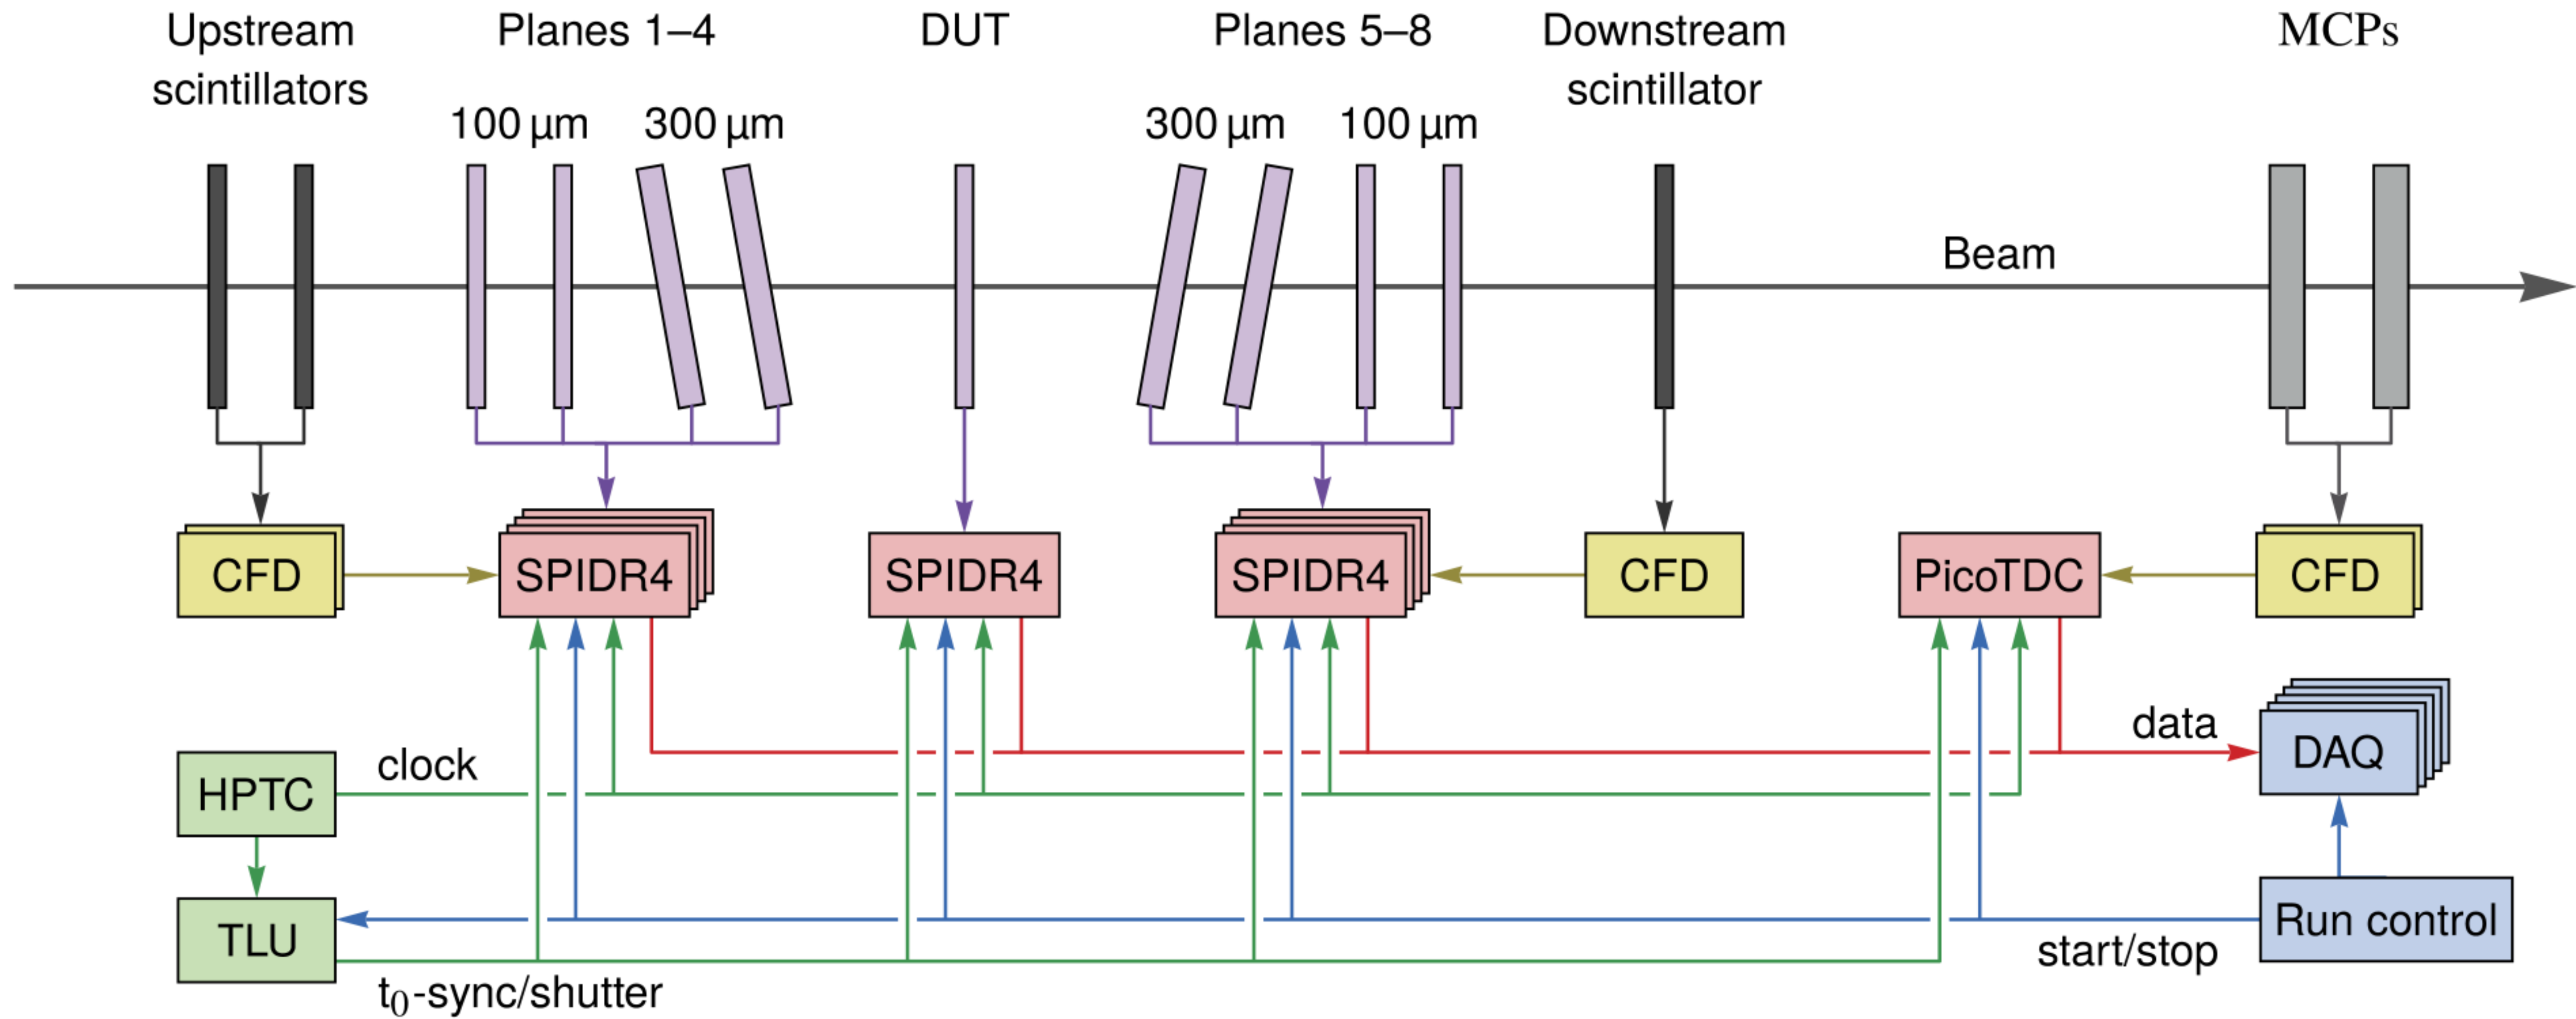 Upstream
scintillators
Planes 1–4
DUT
Planes 5–8
Downstream
scintillator
MCPs
100 µm
300 µm
300 µm
100 µm
Beam
CFD
SPIDR4
SPIDR4
SPIDR4
CFD
PicoTDC
CFD
data
DAQ
clock
HPTC
TLU
Run control
start/stop
t₀-sync/shutter